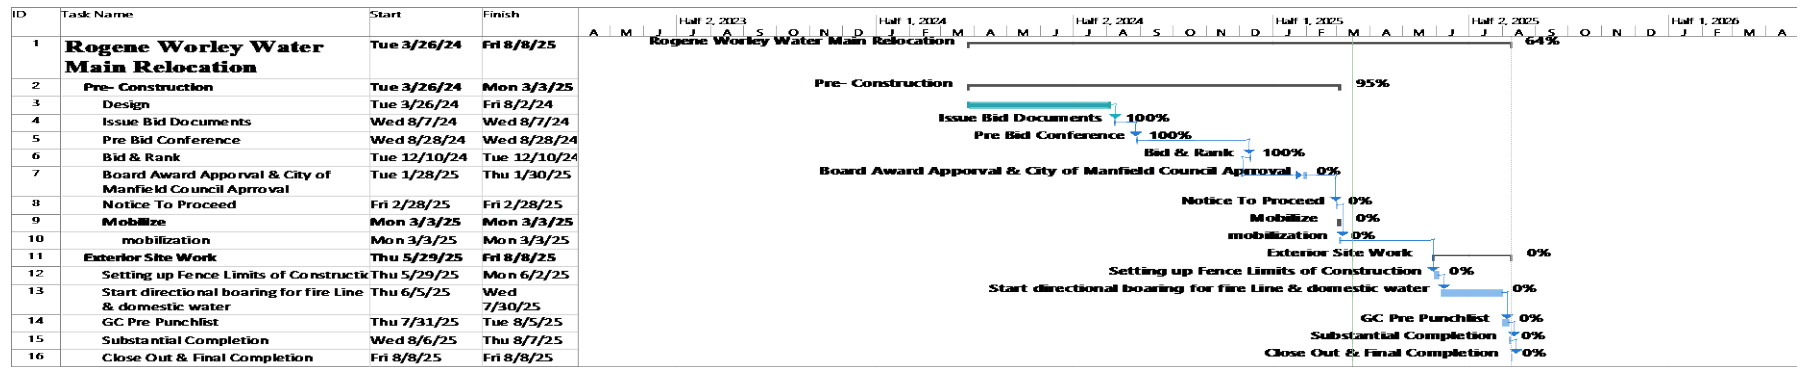 ID Task Name Start Finish
Half 2, 2023 Half 1, 2024 Half 2, 2024 Half 1, 2025 Half 2, 2025 Half 1, 2026
A M J J A S O N D J F M A M J J A S O N D J F M A M J J A S O N D J F M A
1 Rogene Worley Water Tue 3/26/24 Fri 8/8/25 Rogene Worley Water Main Relocation 64%
Main Relocation
2 Pre- Construction Tue 3/26/24 Mon 3/3/25 Pre- Construction 95%
3 Design Tue 3/26/24 Fri 8/2/24
4 Issue Bid Documents Wed 8/7/24 Wed 8/7/24 Issue Bid Documents 100%
5 Pre Bid Conference Wed 8/28/24 Wed 8/28/24 Pre Bid Conference 100%
6 Bid & Rank Tue 12/10/24 Tue 12/10/24 Bid & Rank 100%
7 Board Award Apporval & City of Tue 1/28/25 Thu 1/30/25 Board Award Apporval & City of Manfield Council Aprroval 0%
Manfield Council Aprroval
8 Notice To Proceed Fri 2/28/25 Fri 2/28/25 Notice To Proceed 0%
9 Mobilize Mon 3/3/25 Mon 3/3/25 Mobilize 0%
10 mobilization Mon 3/3/25 Mon 3/3/25 mobilization 0%
11 Exterior Site Work Thu 5/29/25 Fri 8/8/25 Exterior Site Work 0%
12 Setting up Fence Limits of Constructic Thu 5/29/25 Mon 6/2/25 Setting up Fence Limits of Construction 0%
13 Start directional boaring for fire Line Thu 6/5/25 Wed Start directional boaring for fire Line & domestic water 0%
& domestic water 7/30/25
14 GC Pre Punchlist Thu 7/31/25 Tue 8/5/25 GC Pre Punchlist 0%
15 Substantial Completion Wed 8/6/25 Thu 8/7/25 Substantial Completion 0%
16 Close Out & Final Completion Fri 8/8/25 Fri 8/8/25 Close Out & Final Completion 0%